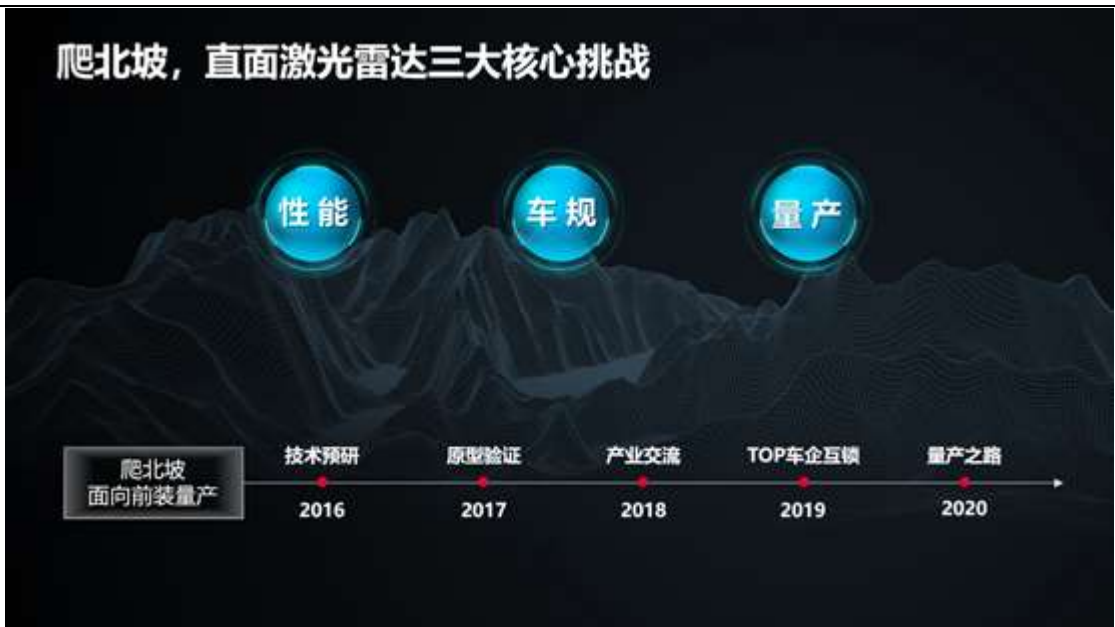 爬北坡，直面激光雷达三大核心挑战
性能
车规
量产
技术预研
原型验证
产业交流
TOP车企互锁
量产之路
爬北坡
面向前装量产
2016
2017
2018
2019
2020